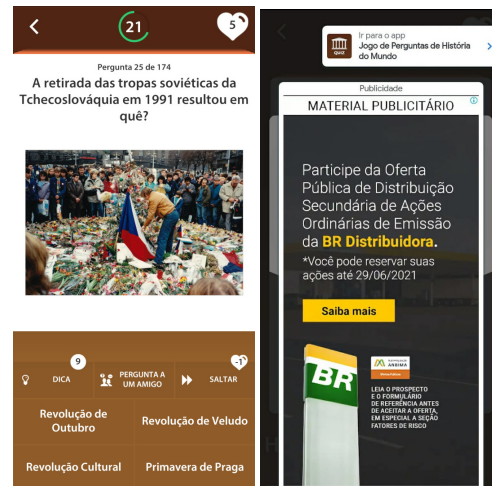 21
5
Pergunta 25 de 174
A retirada das tropas soviéticas da
Tchecoslováquia em 1991 resultou em
quê?
9
-1
DICA
PERGUNTA A
UM AMIGO
SALTAR
Revolução de
Outubro
Revolução de Veludo
Revolução Cultural
Primavera de Praga
Ir para o app
Jogo de Perguntas de História
do Mundo
QUIZ
Publicidade
MATERIAL PUBLICITÁRIO
Participe da Oferta
Pública de Distribuição
Secundária de Ações
Ordinárias de Emissão
da BR Distribuidora.
*Você pode reservar suas
ações até 29/06/2021
Saiba mais
BR
ANBIMA
LEIA O PROSPECTO
E O FORMULÁRIO
DE REFERÊNCIA ANTES
DE ACEITAR A OFERTA,
EM ESPECIAL A SEÇÃO
FATORES DE RISCO